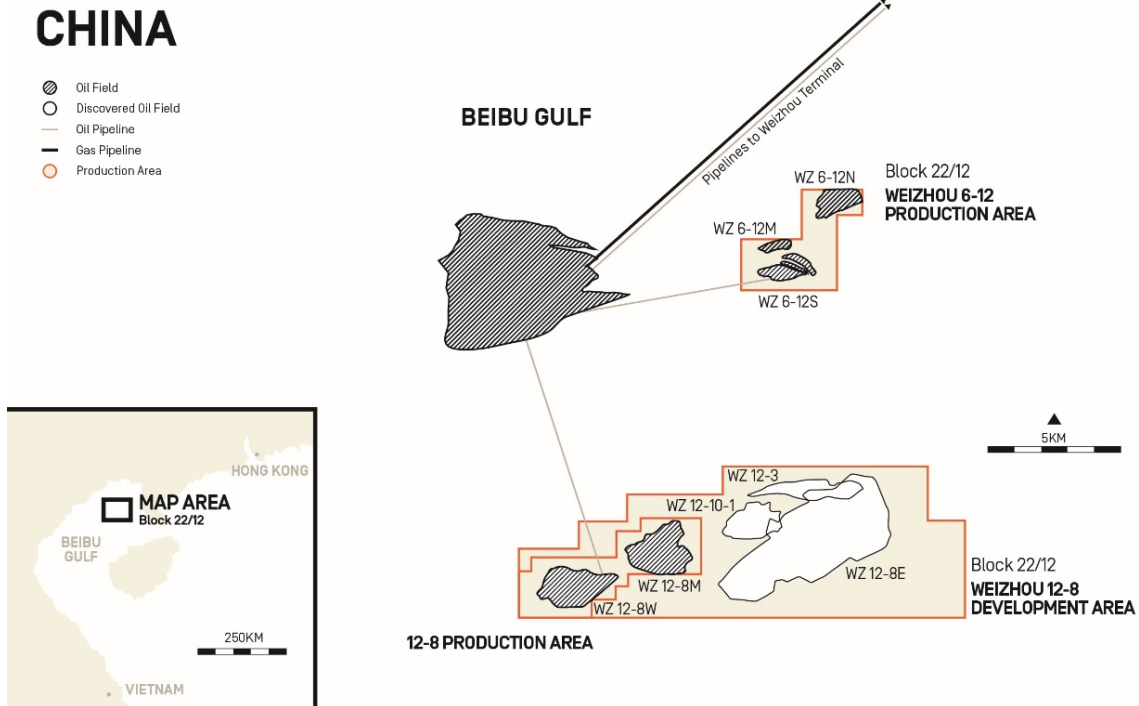 CHINA
Oil Field
Discovered Oil Field
Oil Pipeline
Gas Pipeline
Production Area
BEIBU GULF
Pipelines to Weizhou Terminal
WZ 6-12N
Block 22/12
WEIZHOU 6-12
PRODUCTION AREA
WZ 6-12M
WZ 6-12S
5KM
HONG KONG
MAP AREA
Block 22/12
BEIBU
GULF
250KM
VIETNAM
WZ 12-3
WZ 12-10-1
WZ 12-8E
WZ 12-8M
WZ 12-8W
Block 22/12
WEIZHOU 12-8
DEVELOPMENT AREA
12-8 PRODUCTION AREA